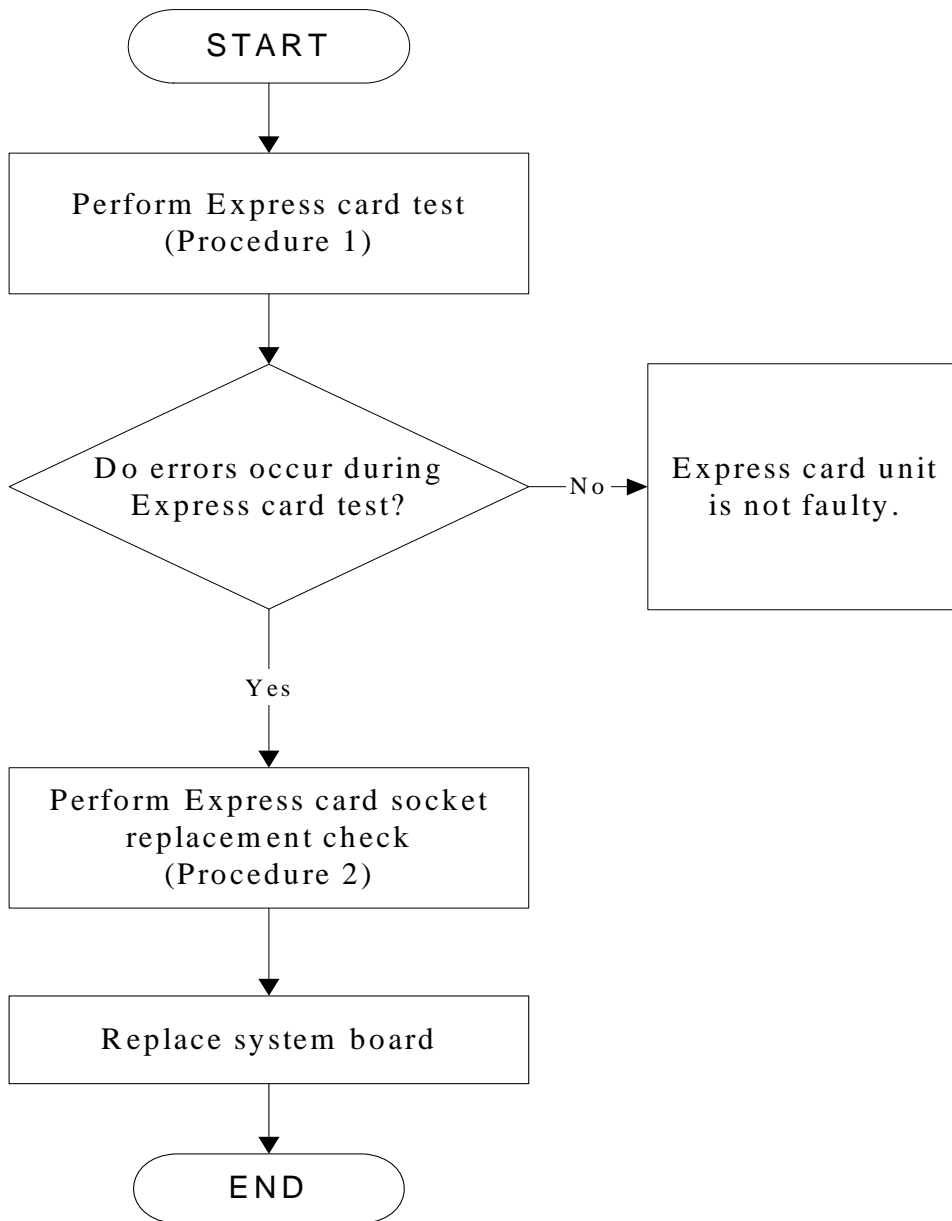 START
Perform Express card test
(Procedure 1)
Do errors occur during
Express card test?
No
Express card unit
is not faulty.
Yes
Perform Express card socket
replacement check
(Procedure 2)
Replace system board
END